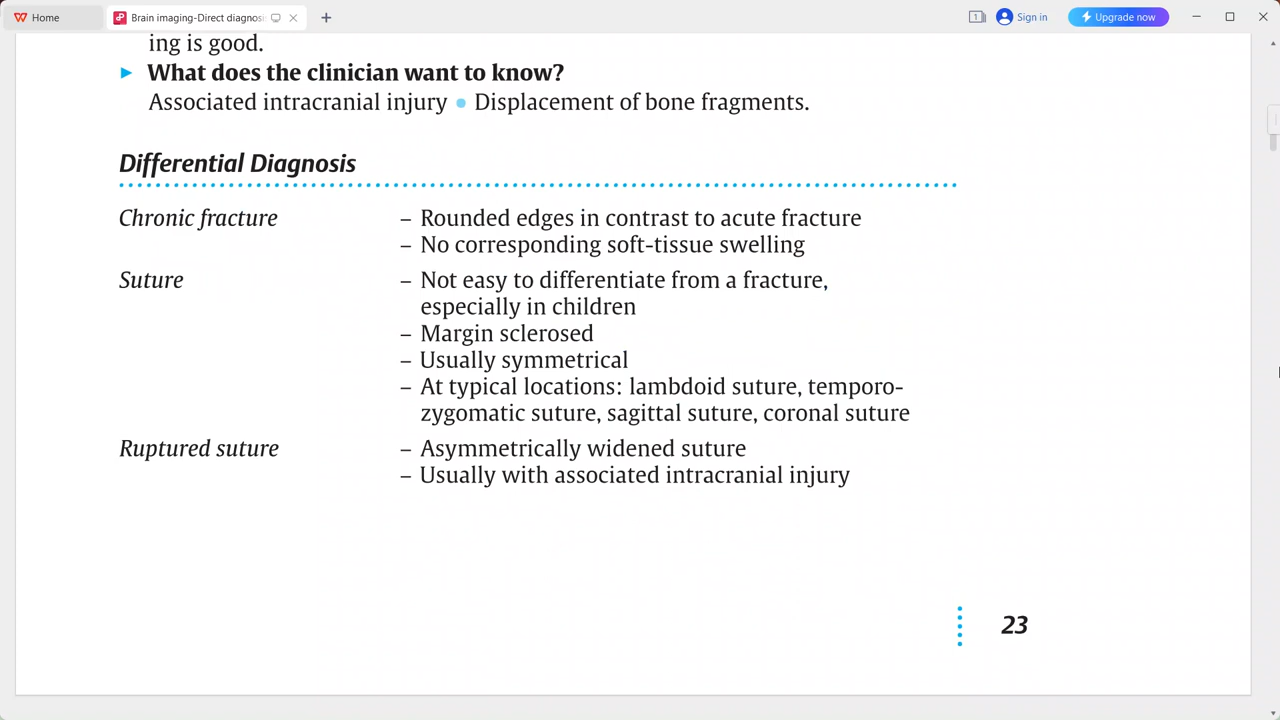 Home
Brain imaging-Direct diagnosi
1
Sign in
Upgrade now
ing is good.
What does the clinician want to know?
Associated intracranial injury • Displacement of bone fragments.
Differential Diagnosis
Chronic fracture – Rounded edges in contrast to acute fracture
– No corresponding soft-tissue swelling
Suture – Not easy to differentiate from a fracture,
especially in children
– Margin sclerosed
– Usually symmetrical
– At typical locations: lambdoid suture, temporo-
zygomatic suture, sagittal suture, coronal suture
Ruptured suture – Asymmetrically widened suture
– Usually with associated intracranial injury
23